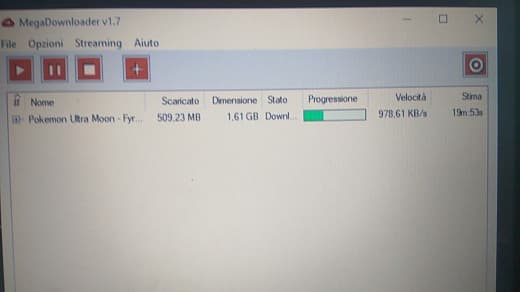 MegaDownloader v1.7
File Opzioni Streaming Aiuto
Nome Scaricato Dimensione Stato Progressione Velocità Stima
Pokemon Ultra Moon - Fyr... 509,23 MB 1,61 GB Downl... 978,61 KB/s 19m:53s